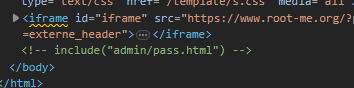 type="text/css" href="/template/s.css" media="all
▶<iframe id="iframe" src="https://www.root-me.org/?p
=externe_header">⋯</iframe>
<!-- include("admin/pass.html") -->
</body>
</html>